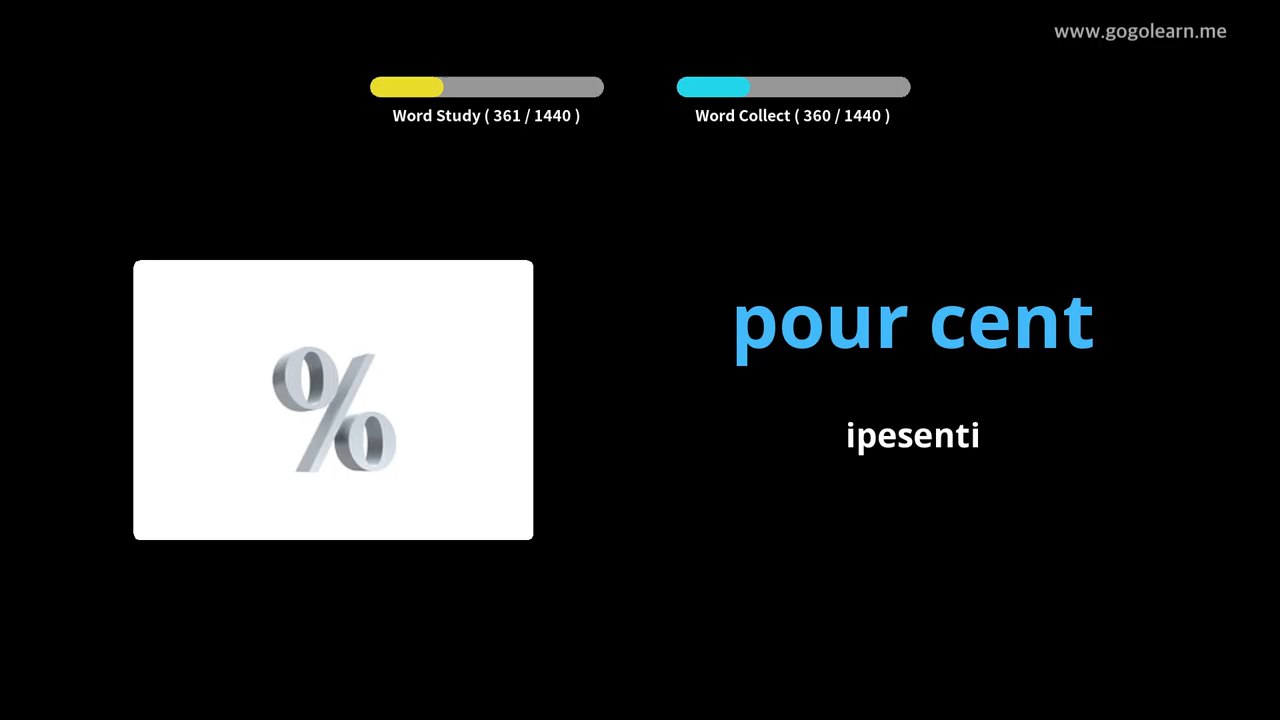 www.gogolearn.me
Word Study ( 361 / 1440 )
Word Collect ( 360 / 1440 )
%
pour cent
ipesenti